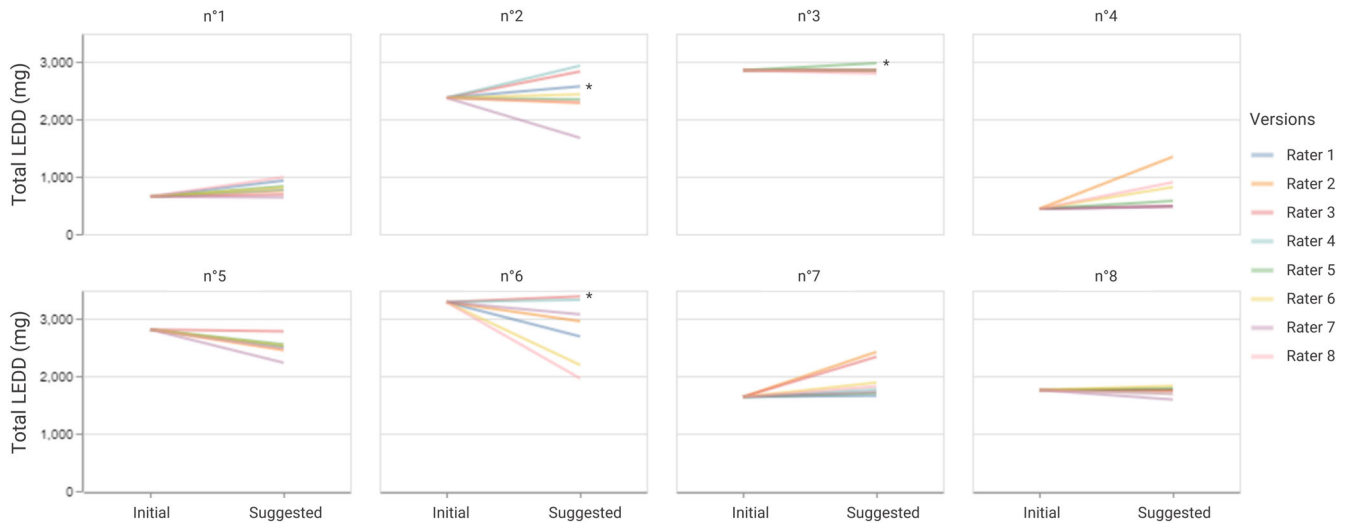 n°1
n°2
n°3
n°4
Total LEDD (mg)
3,000
2,000
1,000
0
*
*
Versions
Rater 1
Rater 2
Rater 3
Rater 4
Rater 5
Rater 6
Rater 7
Rater 8
n°5
n°6
n°7
n°8
Total LEDD (mg)
3,000
2,000
1,000
0
*
Initial Suggested
Initial Suggested
Initial Suggested
Initial Suggested